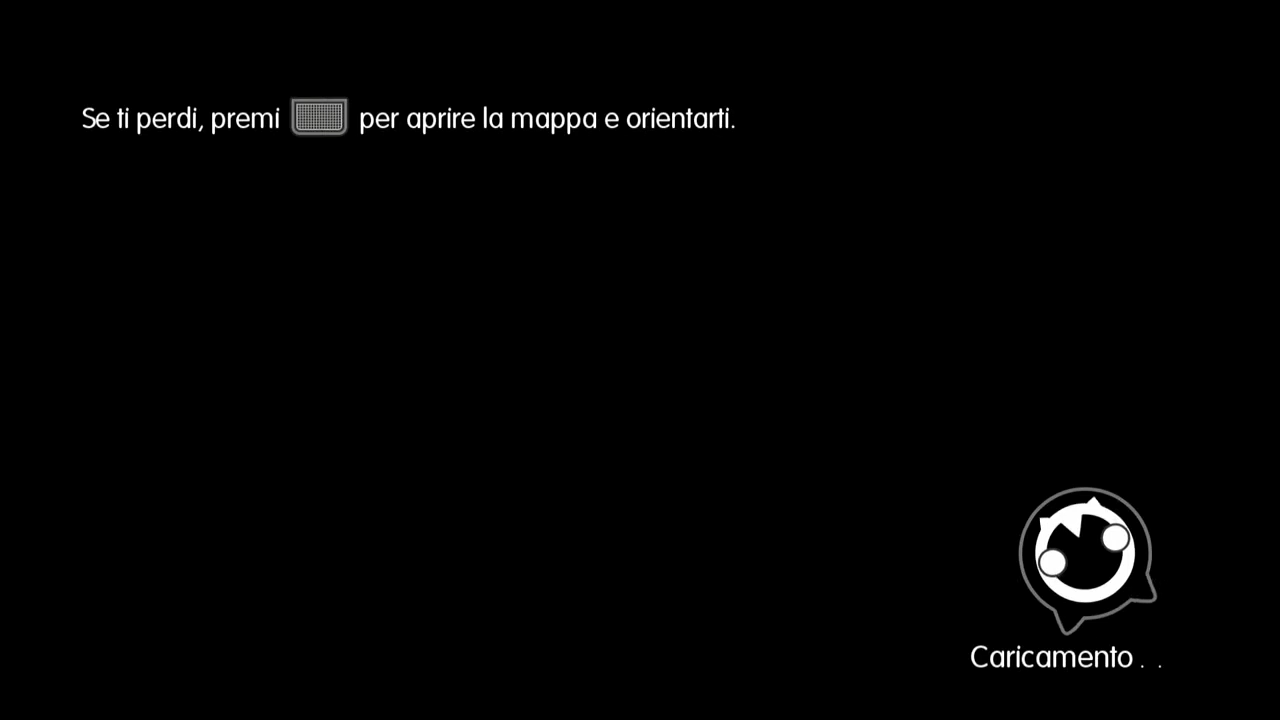 Se ti perdi, premi per aprire la mappa e orientarti.
Caricamento . .